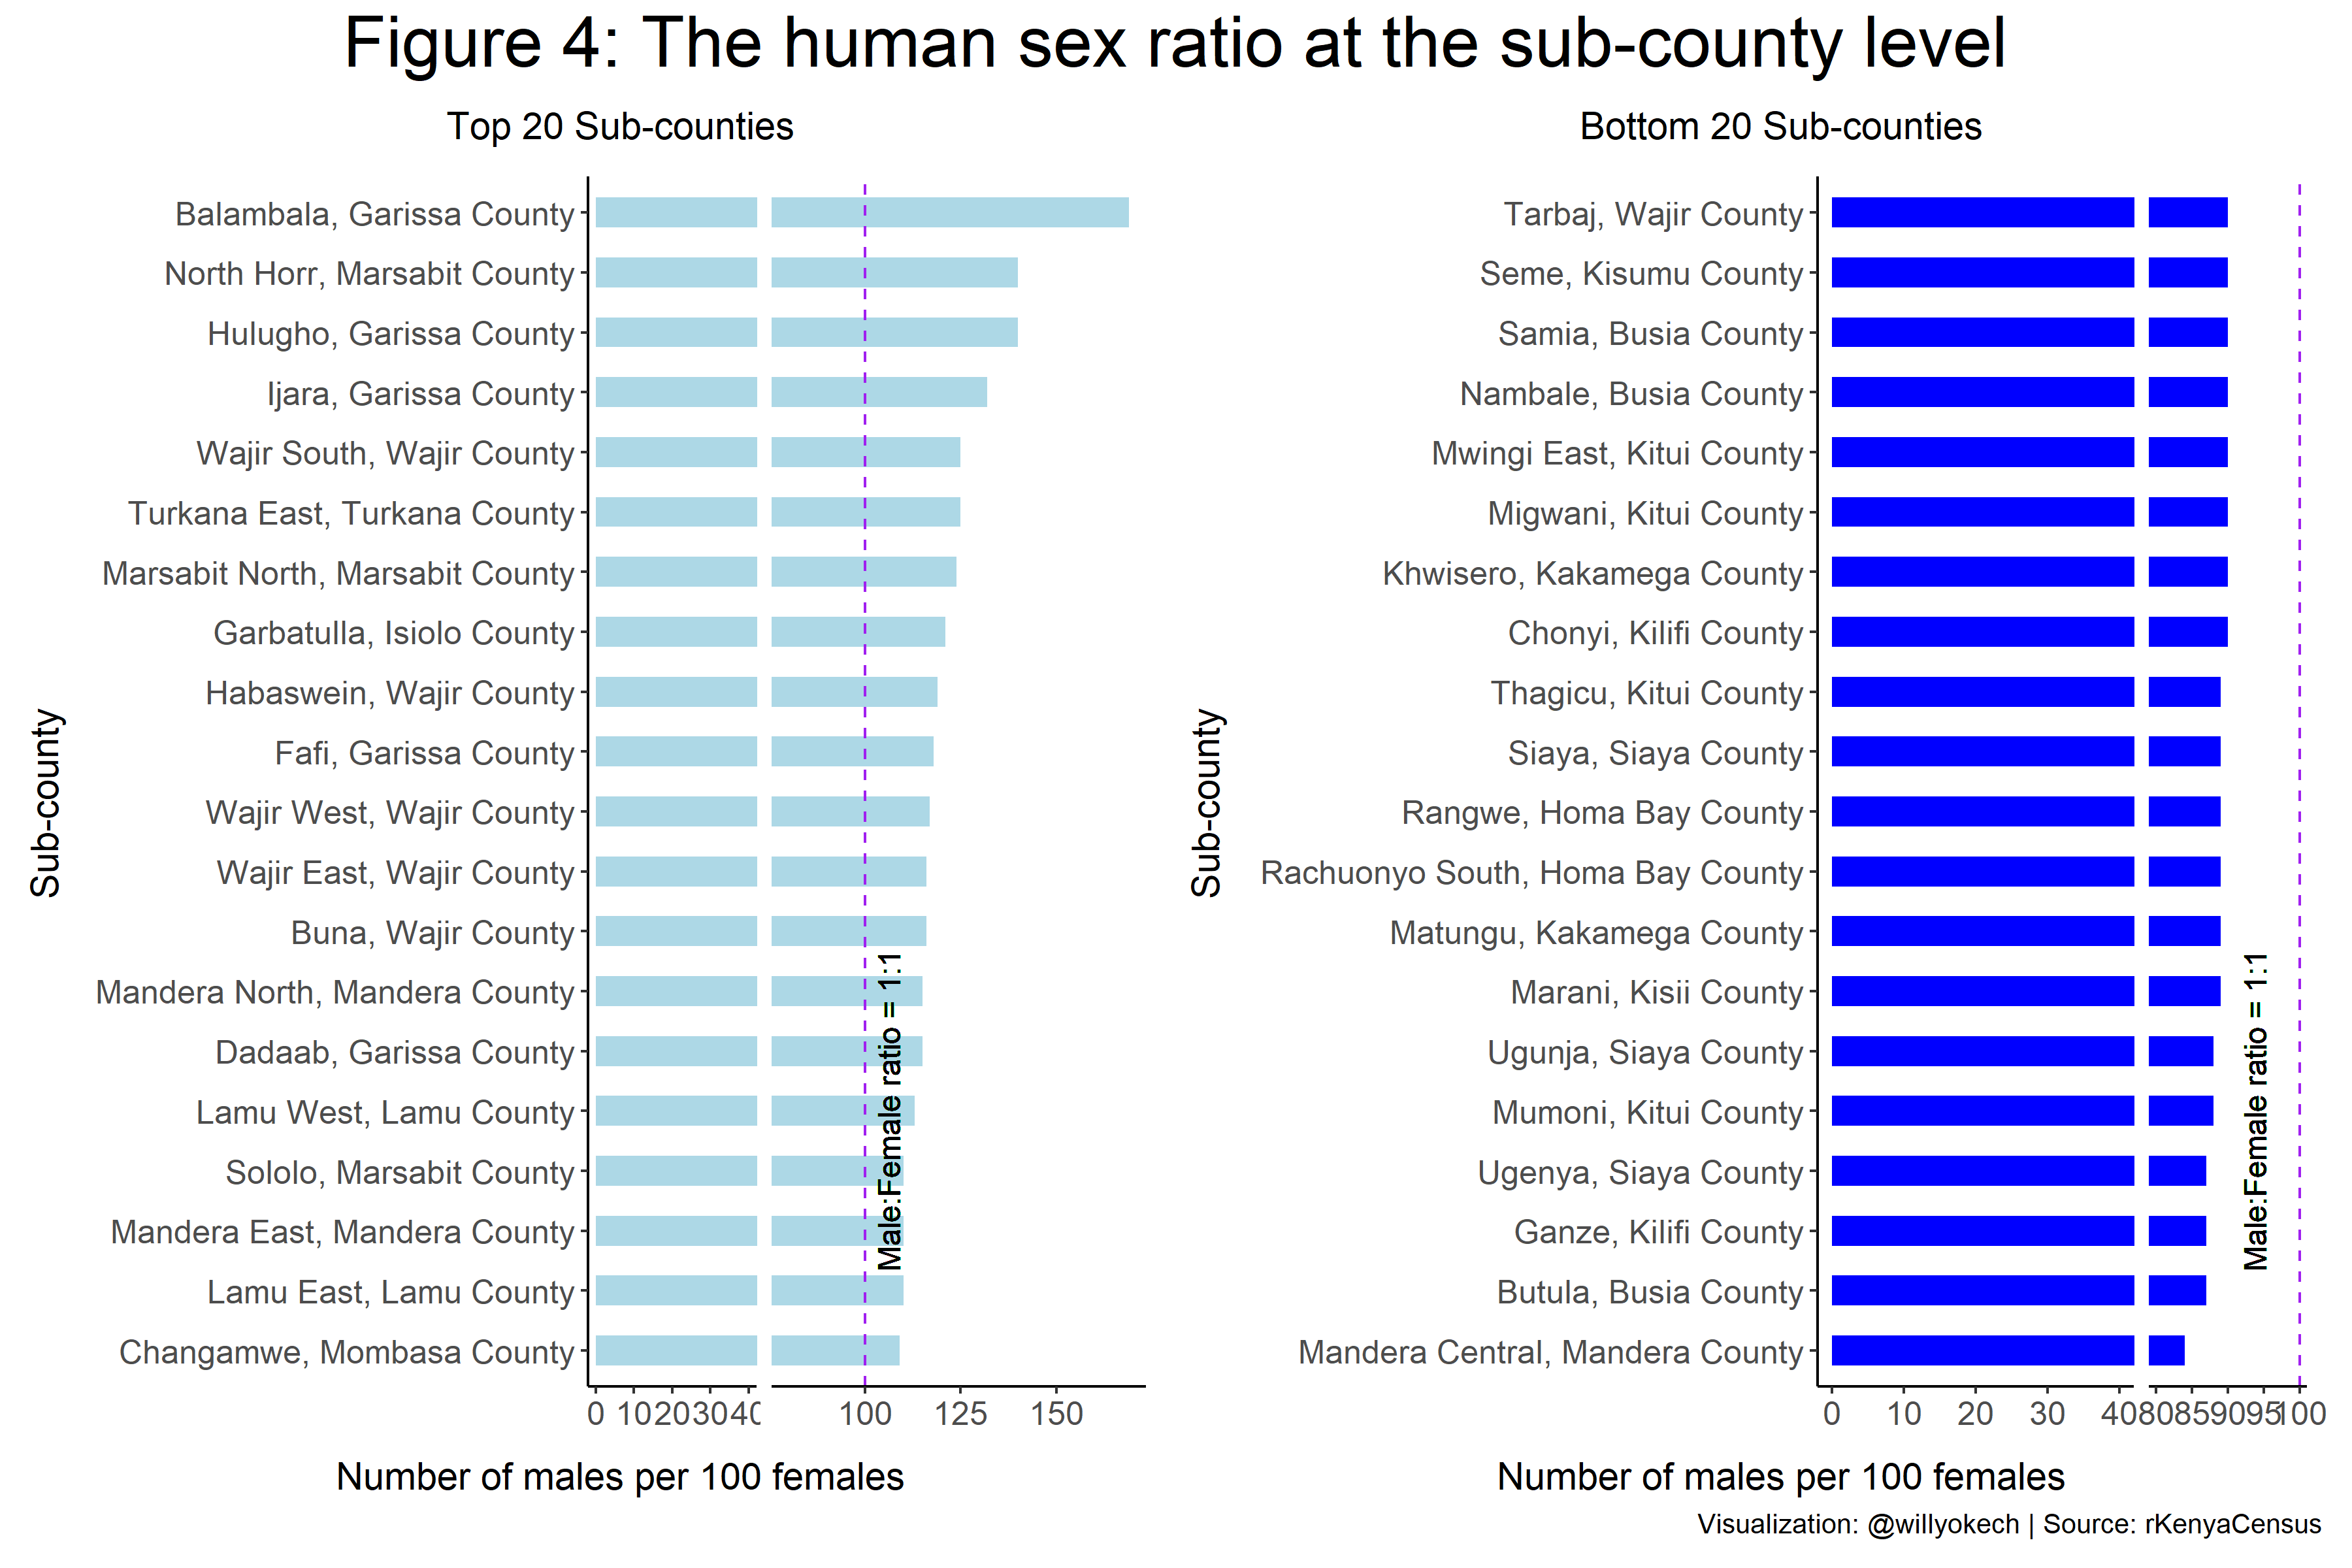 Figure 4: The human sex ratio at the sub-county level
Top 20 Sub-counties
Sub-county
Balambala, Garissa County
North Horr, Marsabit County
Hulugho, Garissa County
Ijara, Garissa County
Wajir South, Wajir County
Turkana East, Turkana County
Marsabit North, Marsabit County
Garbatulla, Isiolo County
Habaswein, Wajir County
Fafi, Garissa County
Wajir West, Wajir County
Wajir East, Wajir County
Buna, Wajir County
Mandera North, Mandera County
Dadaab, Garissa County
Lamu West, Lamu County
Sololo, Marsabit County
Mandera East, Mandera County
Lamu East, Lamu County
Changamwe, Mombasa County
Male:Female ratio = 1:1
0 10 20 30 40 100 125 150
Number of males per 100 females
Bottom 20 Sub-counties
Sub-county
Tarbaj, Wajir County
Seme, Kisumu County
Samia, Busia County
Nambale, Busia County
Mwingi East, Kitui County
Migwani, Kitui County
Khwisero, Kakamega County
Chonyi, Kilifi County
Thagicu, Kitui County
Siaya, Siaya County
Rangwe, Homa Bay County
Rachuonyo South, Homa Bay County
Matungu, Kakamega County
Marani, Kisii County
Ugunja, Siaya County
Mumoni, Kitui County
Ugenya, Siaya County
Ganze, Kilifi County
Butula, Busia County
Mandera Central, Mandera County
Male:Female ratio = 1:1
0 10 20 30 40 80 85 90 95 100
Number of males per 100 females
Visualization: @willyokech | Source: rKenyaCensus